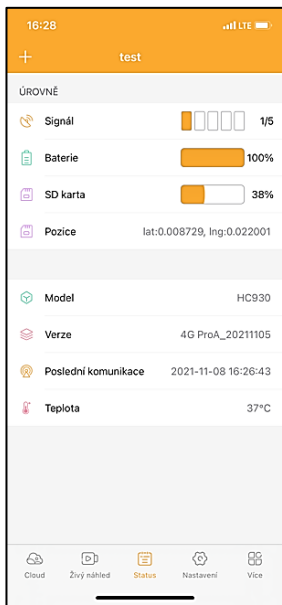 16:28 LTE
+ test
ÚROVNĚ
Signál 1/5
Baterie 100%
SD karta 38%
Pozice lat:0.008729, lng:0.022001
Model HC930
Verze 4G ProA_20211105
Poslední komunikace 2021-11-08 16:26:43
Teplota 37°C
Cloud Živý náhled Status Nastavení Více